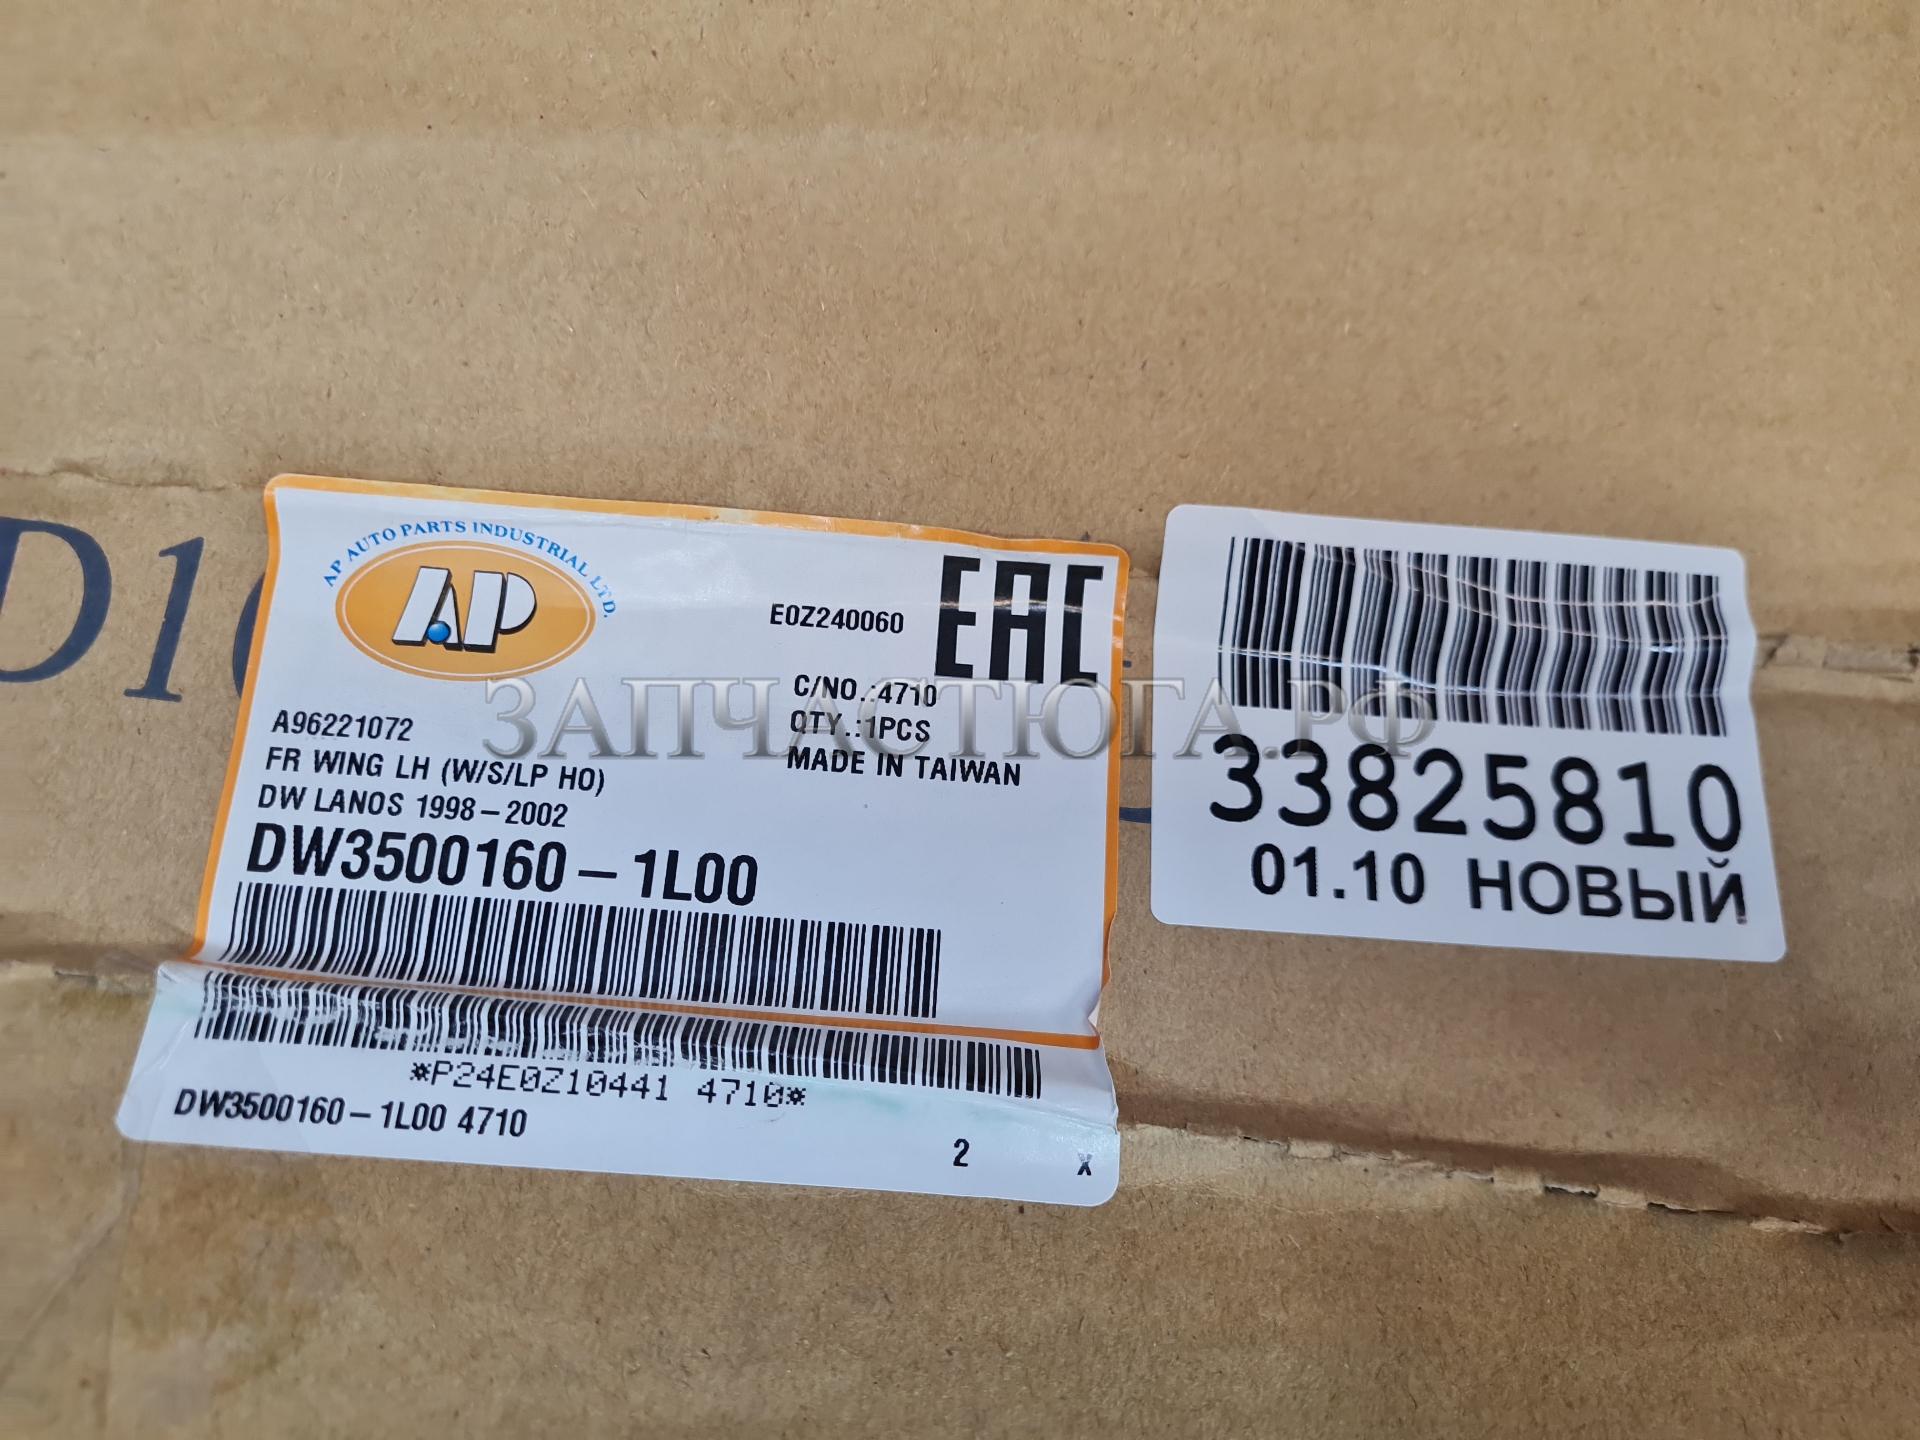 AP AUTO PARTS INDUSTRIAL LTD.
AP
E0Z240060
EAC
C/NO.:4710
QTY.:1PCS
MADE IN TAIWAN
A96221072
FR WING LH (W/S/LP HO)
DW LANOS 1998-2002
DW3500160-1L00
*P24E0Z10441 4710*
DW3500160-1L00 4710
2 X
33825810
01.10 НОВЫЙ
ЗАПЧАСТЮГА.РФ
D1